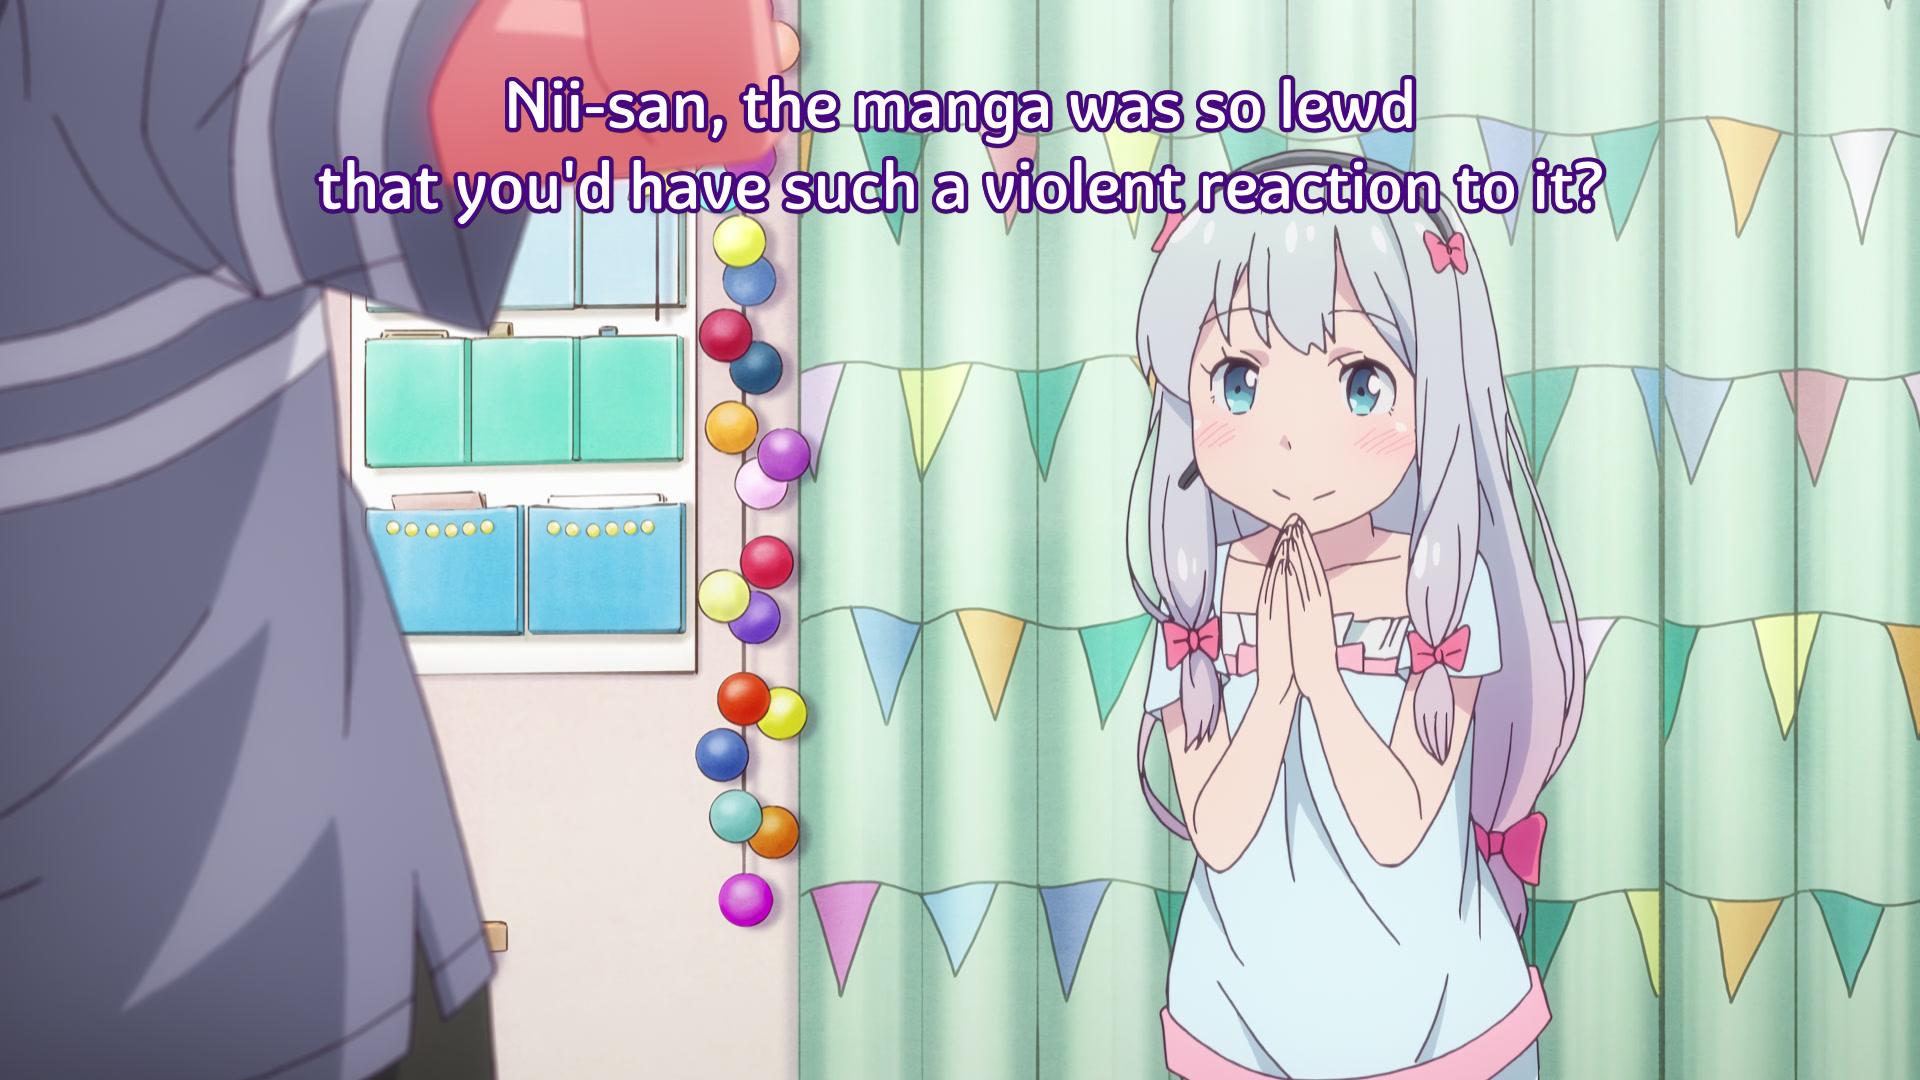 Nii-san, the manga was so lewd
that you'd have such a violent reaction to it?